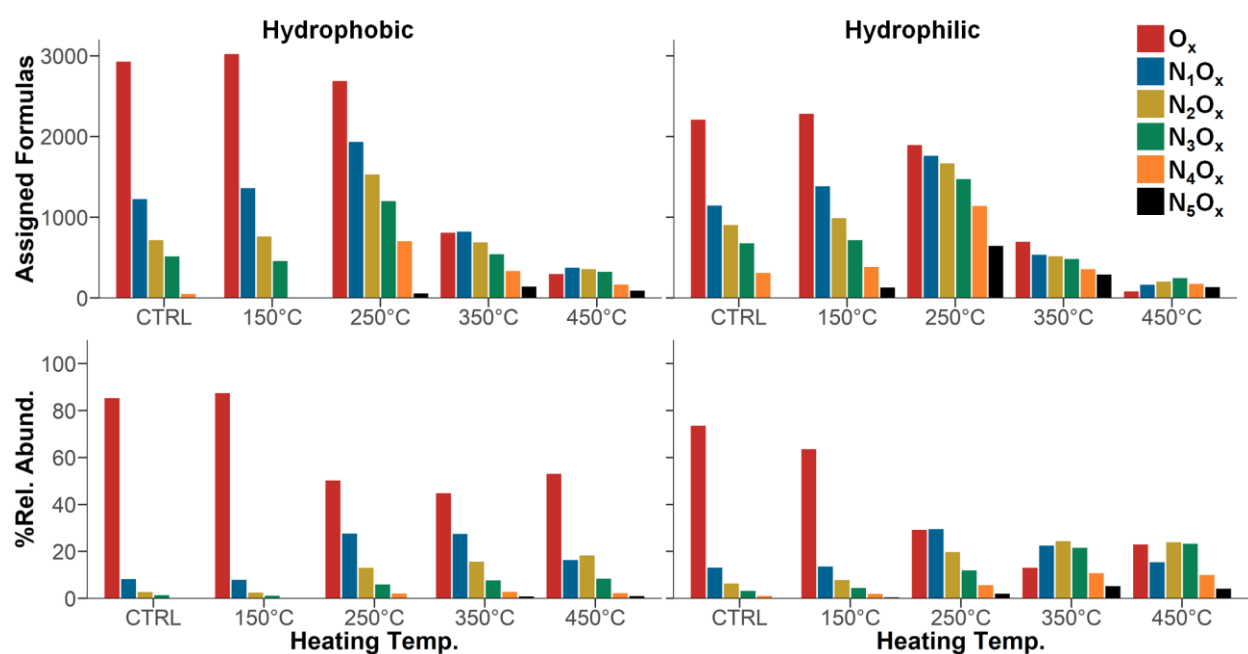 Hydrophobic
Hydrophilic
Assigned Formulas
3000
2000
1000
0
CTRL 150°C 250°C 350°C 450°C
CTRL 150°C 250°C 350°C 450°C
Oₓ
N₁Oₓ
N₂Oₓ
N₃Oₓ
N₄Oₓ
N₅Oₓ
%Rel. Abund.
100
80
60
40
20
0
CTRL 150°C 250°C 350°C 450°C
CTRL 150°C 250°C 350°C 450°C
Heating Temp.
Heating Temp.